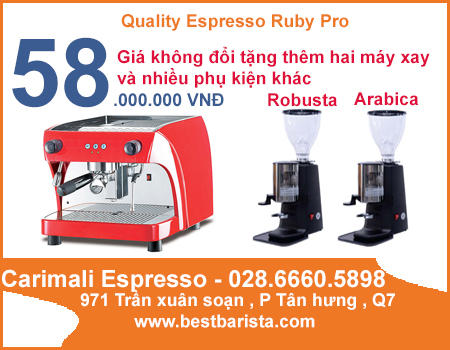 Quality Espresso Ruby Pro
58
Giá không đổi tặng thêm hai máy xay
và nhiều phụ kiện khác
.000.000 VNĐ
Robusta
Arabica
Carimali Espresso - 028.6660.5898
971 Trần xuân soạn , P Tân hưng , Q7
www.bestbarista.com